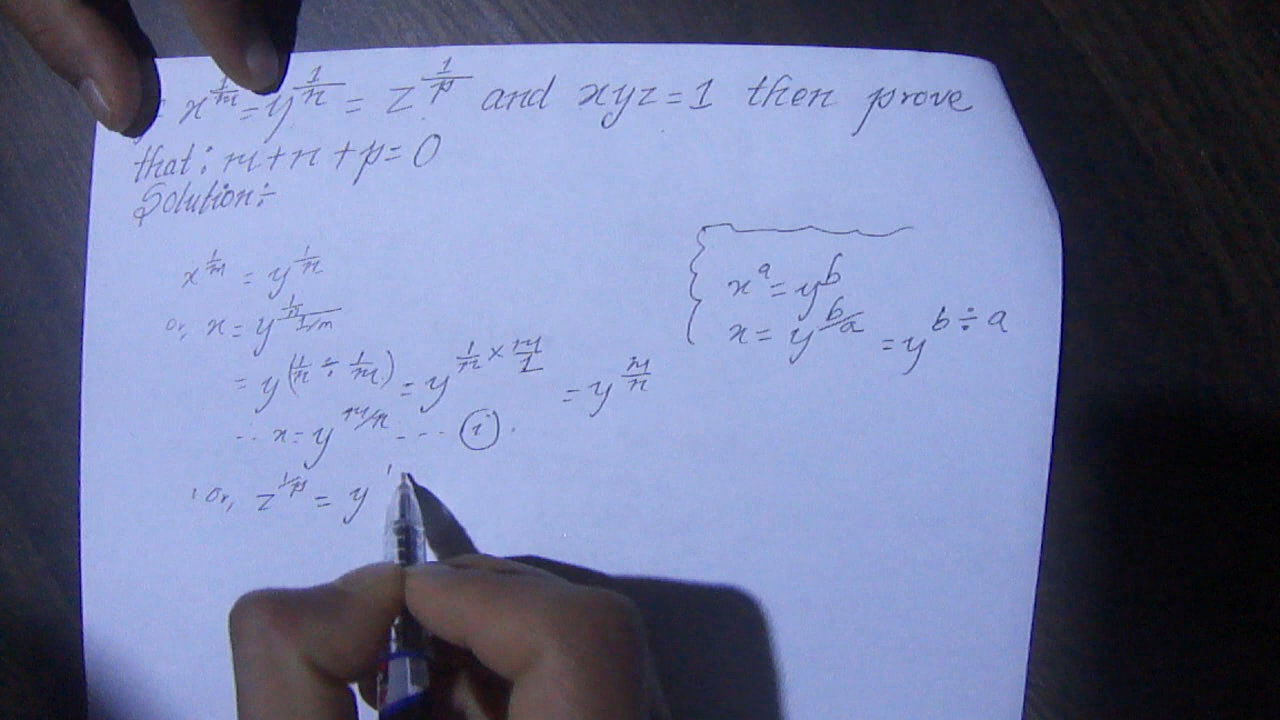 x^{1/m} = y^{1/n} = z^{1/p} and xyz = 1 then prove
that: m + n + p = 0
Solution:-
x^{1/m} = y^{1/n}
or, x = y^{\frac{1/n}{1/m}}
= y^{(1/n ÷ 1/m)} = y^{1/n × m/1} = y^{m/n}
∴ x = y^{m/n} --- (i).
Or, z^{1/p} = y
x^a = y^b
x = y^{b/a} = y^{b ÷ a}